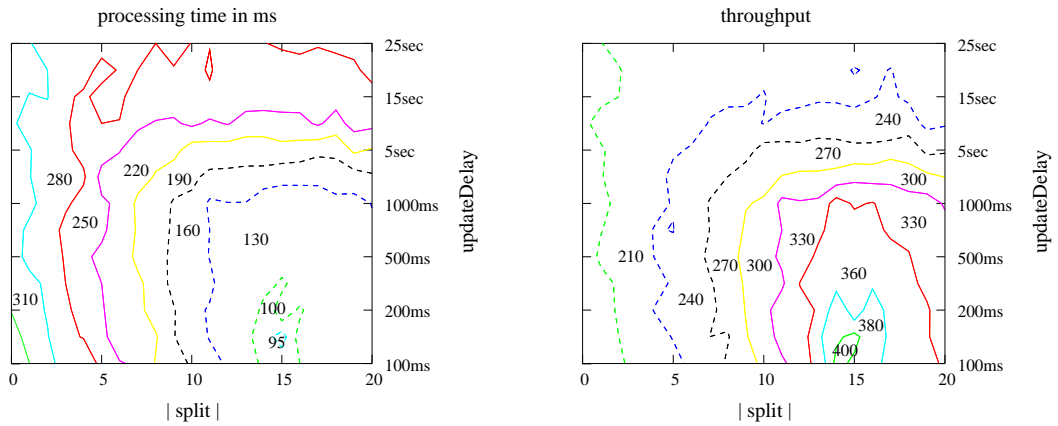 processing time in ms
25sec
15sec
5sec
1000ms
500ms
200ms
100ms
updateDelay
280
220
190
250
160
130
310
100
95
0
5
10
15
20
| split |
throughput
25sec
15sec
5sec
1000ms
500ms
200ms
100ms
updateDelay
240
270
300
330
330
210
270
300
360
240
380
400
0
5
10
15
20
| split |